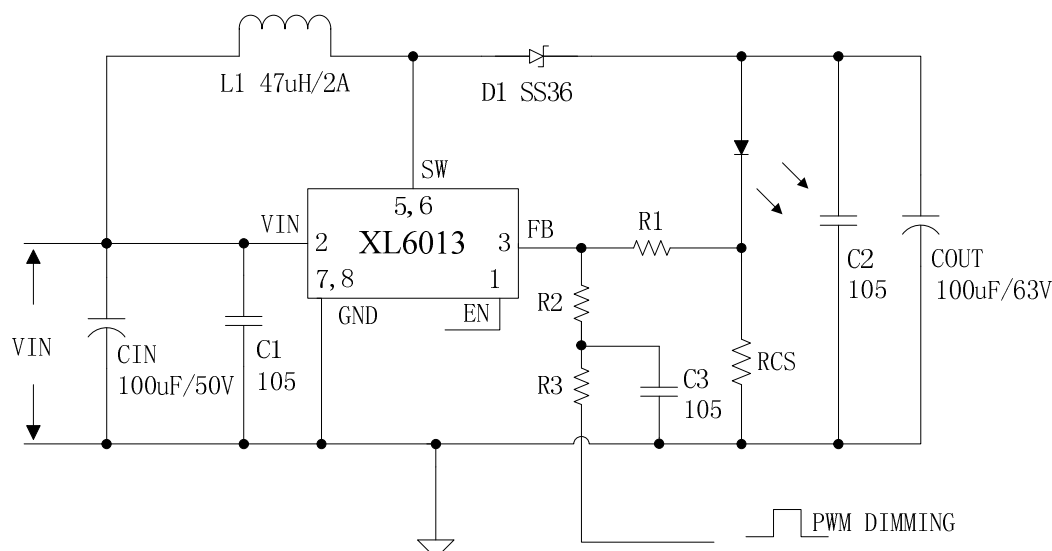 L1 47uH/2A
D1 SS36
SW
VIN
5,6
FB
R1
2
XL6013
3
7,8
1
C2
105
COUT
100uF/63V
GND
EN
R2
VIN
CIN
100uF/50V
C1
105
R3
C3
105
RCS
PWM DIMMING